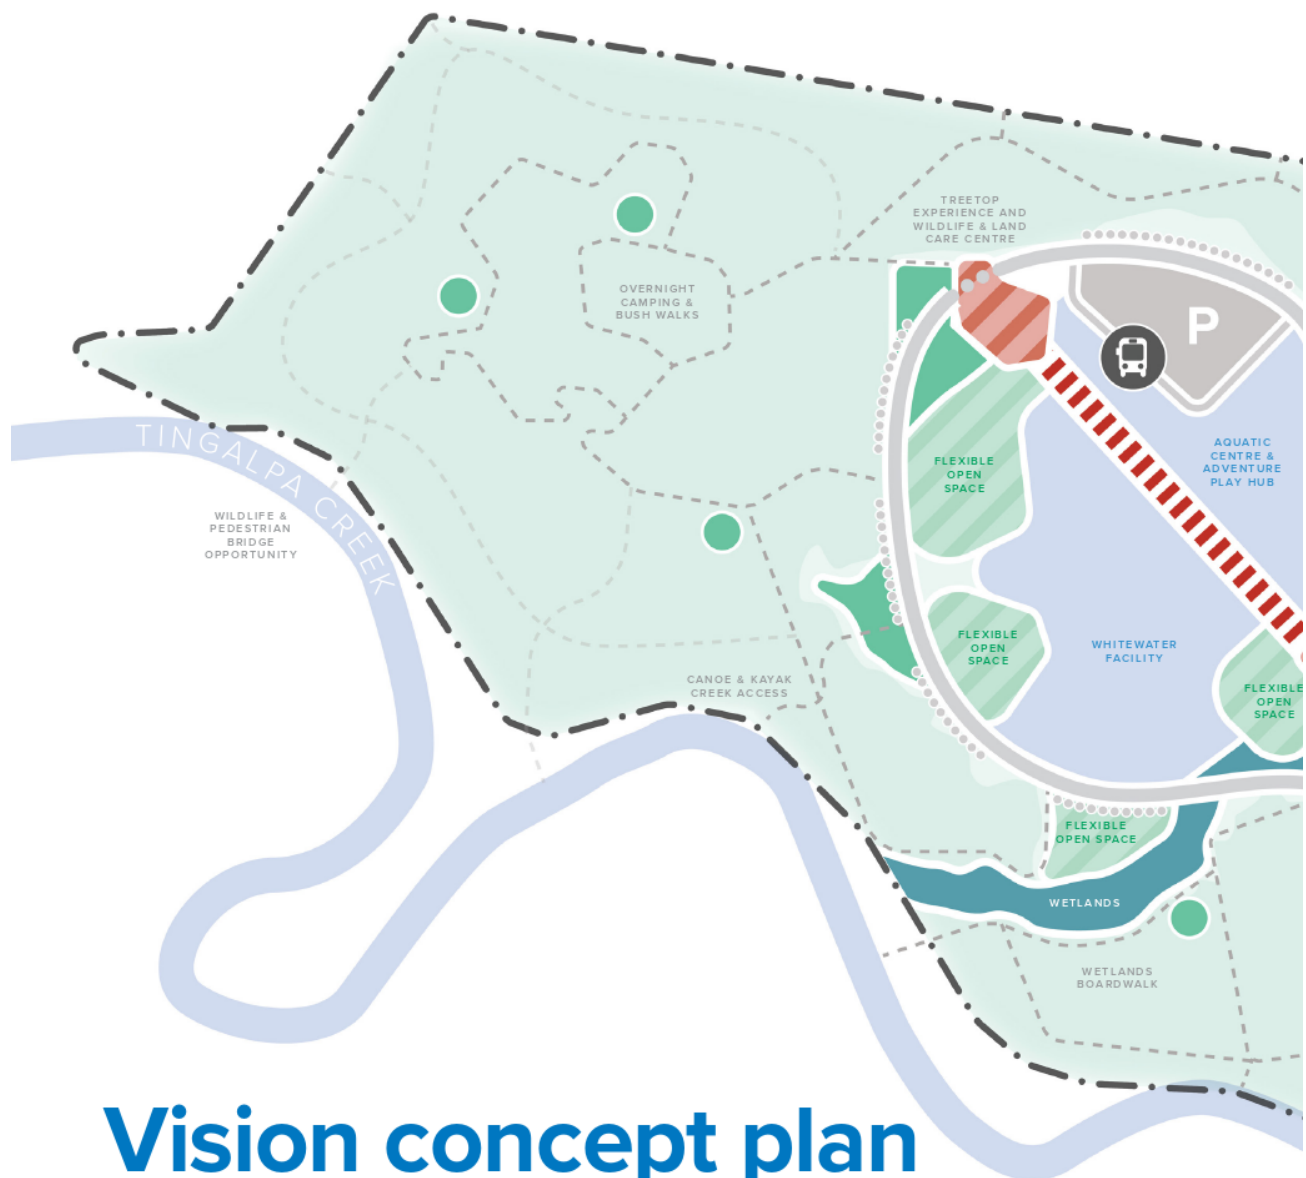 TREETOP
EXPERIENCE AND
WILDLIFE & LAND
CARE CENTRE
OVERNIGHT
CAMPING &
BUSH WALKS
P
TINGALPA CREEK
AQUATIC
CENTRE &
ADVENTURE
PLAY HUB
FLEXIBLE
OPEN
SPACE
WILDLIFE &
PEDESTRIAN
BRIDGE
OPPORTUNITY
FLEXIBLE
OPEN
SPACE
WHITEWATER
FACILITY
CANOE & KAYAK
CREEK ACCESS
FLEXIBLE
OPEN
SPACE
FLEXIBLE
OPEN SPACE
WETLANDS
WETLANDS
BOARDWALK
Vision concept plan